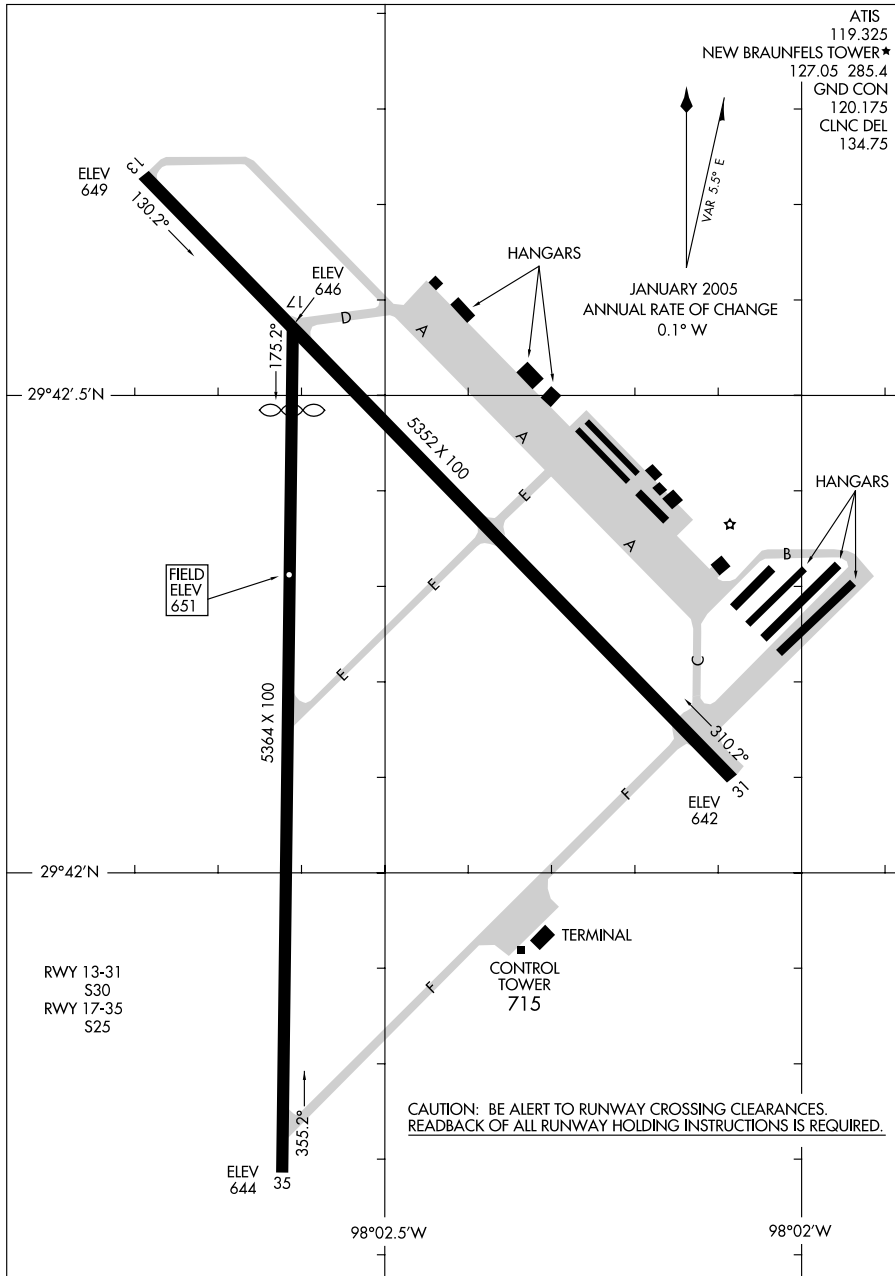 ATIS
119.325
NEW BRAUNFELS TOWER★
127.05 285.4
GND CON
120.175
CLNC DEL
134.75
VAR 5.5° E
JANUARY 2005
ANNUAL RATE OF CHANGE
0.1° W
13
ELEV
649
130.2°
HANGARS
ELEV
646
17
D
A
175.2°
29°42'.5N
5352 X 100
A
E
HANGARS
A
B
FIELD
ELEV
651
E
E
C
5364 X 100
310.2°
31
ELEV
642
F
29°42'N
TERMINAL
CONTROL
TOWER
715
RWY 13-31
S30
RWY 17-35
S25
F
355.2°
CAUTION: BE ALERT TO RUNWAY CROSSING CLEARANCES.
READBACK OF ALL RUNWAY HOLDING INSTRUCTIONS IS REQUIRED.
ELEV
644
35
98°02.5'W
98°02'W